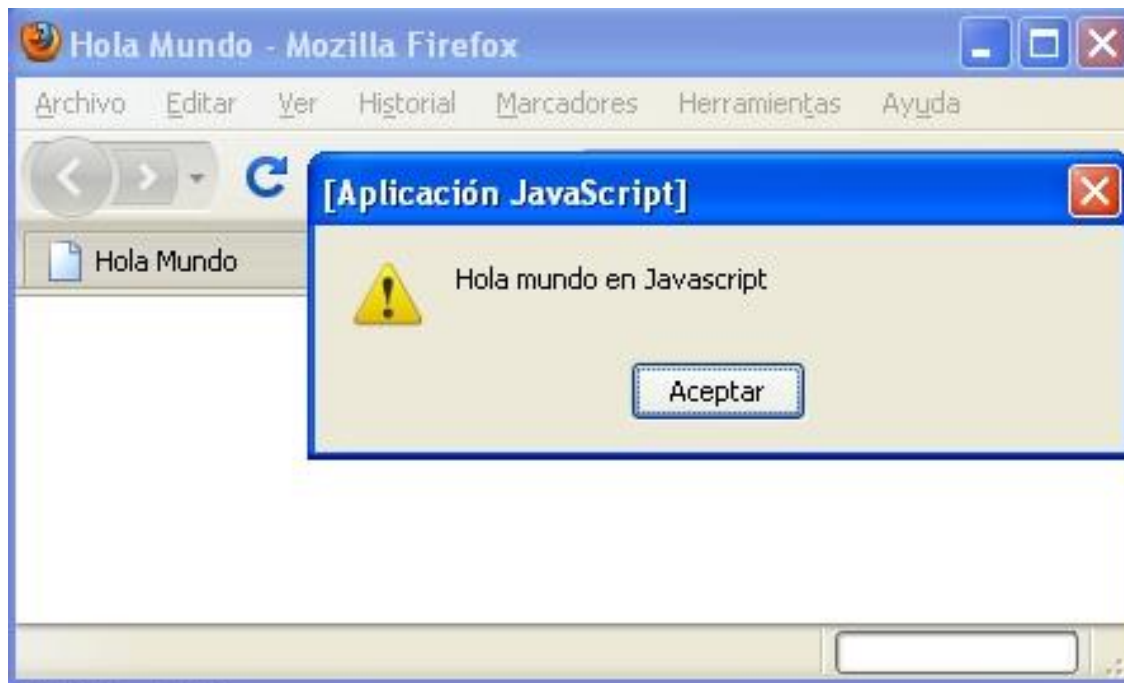 Hola Mundo - Mozilla Firefox
Archivo Editar Ver Historial Marcadores Herramientas Ayuda
[Aplicación JavaScript]
Hola Mundo
Hola mundo en Javascript
Aceptar